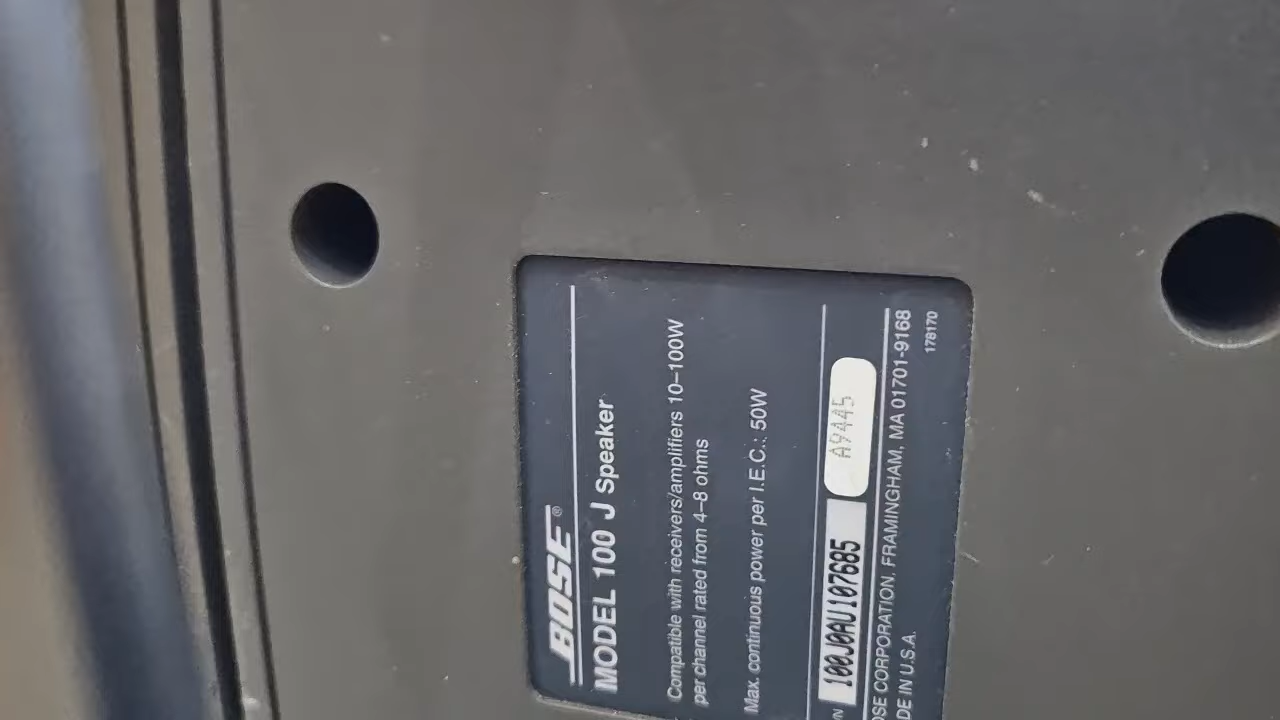 BOSE®
MODEL 100 J Speaker
Compatible with receivers/amplifiers 10–100W
per channel rated from 4–8 ohms
Max. continuous power per I.E.C.: 50W
100J0AU107685 A9445
OSE CORPORATION, FRAMINGHAM, MA 01701-9168
DE IN U.S.A.
178170